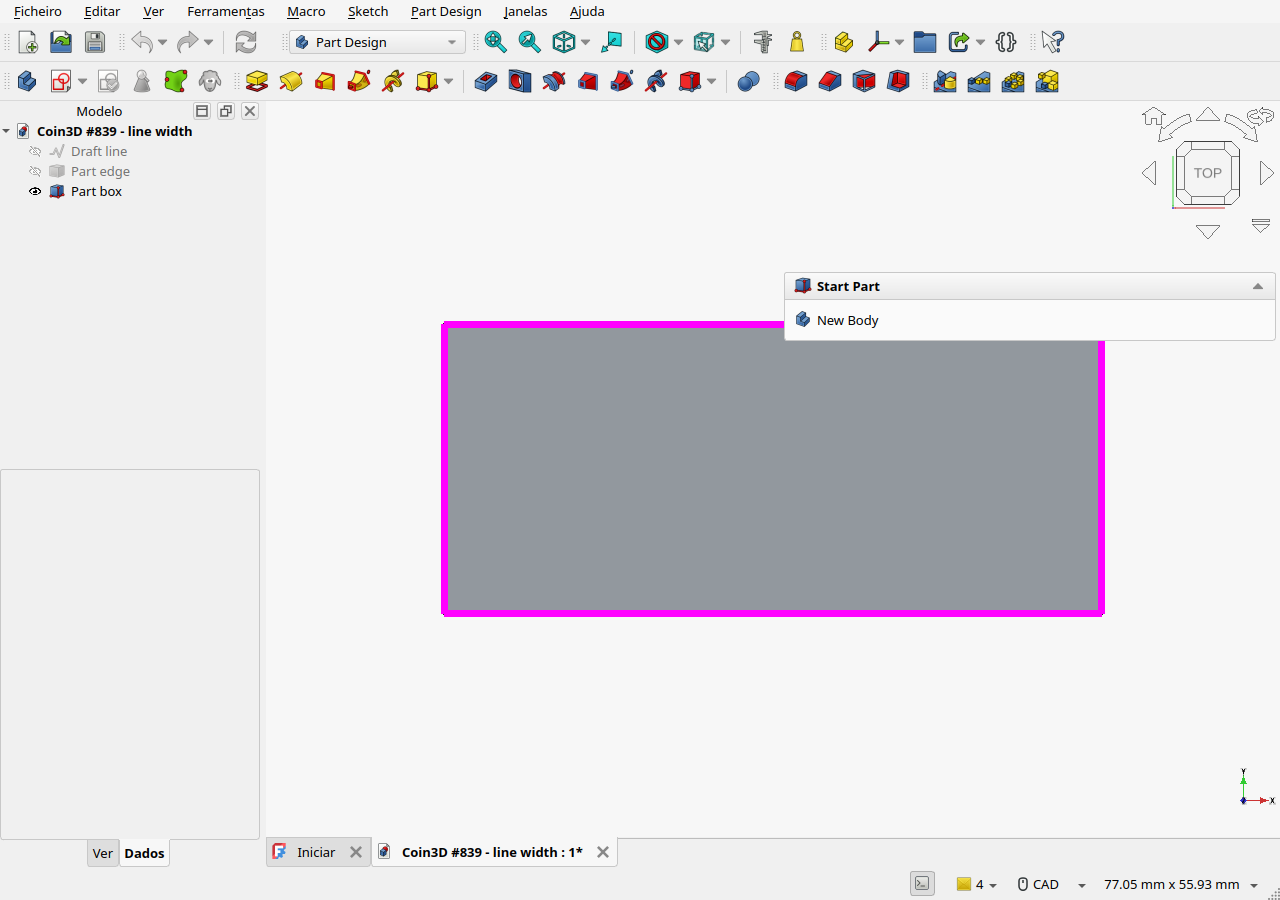 Ficheiro Editar Ver Ferramentas Macro Sketch Part Design Janelas Ajuda
Part Design
Modelo
Coin3D #839 - line width
Draft line
Part edge
Part box
TOP
Start Part
New Body
Y
X
Ver Dados
Iniciar Coin3D #839 - line width : 1*
4 CAD 77.05 mm x 55.93 mm